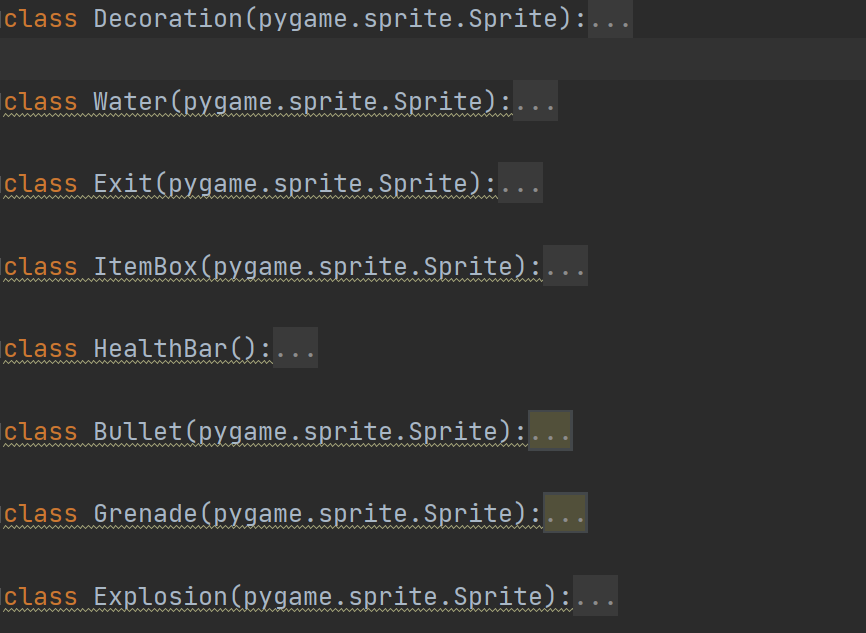 class Decoration(pygame.sprite.Sprite):...
class Water(pygame.sprite.Sprite):...
class Exit(pygame.sprite.Sprite):...
class ItemBox(pygame.sprite.Sprite):...
class HealthBar():...
class Bullet(pygame.sprite.Sprite):...
class Grenade(pygame.sprite.Sprite):...
class Explosion(pygame.sprite.Sprite):...